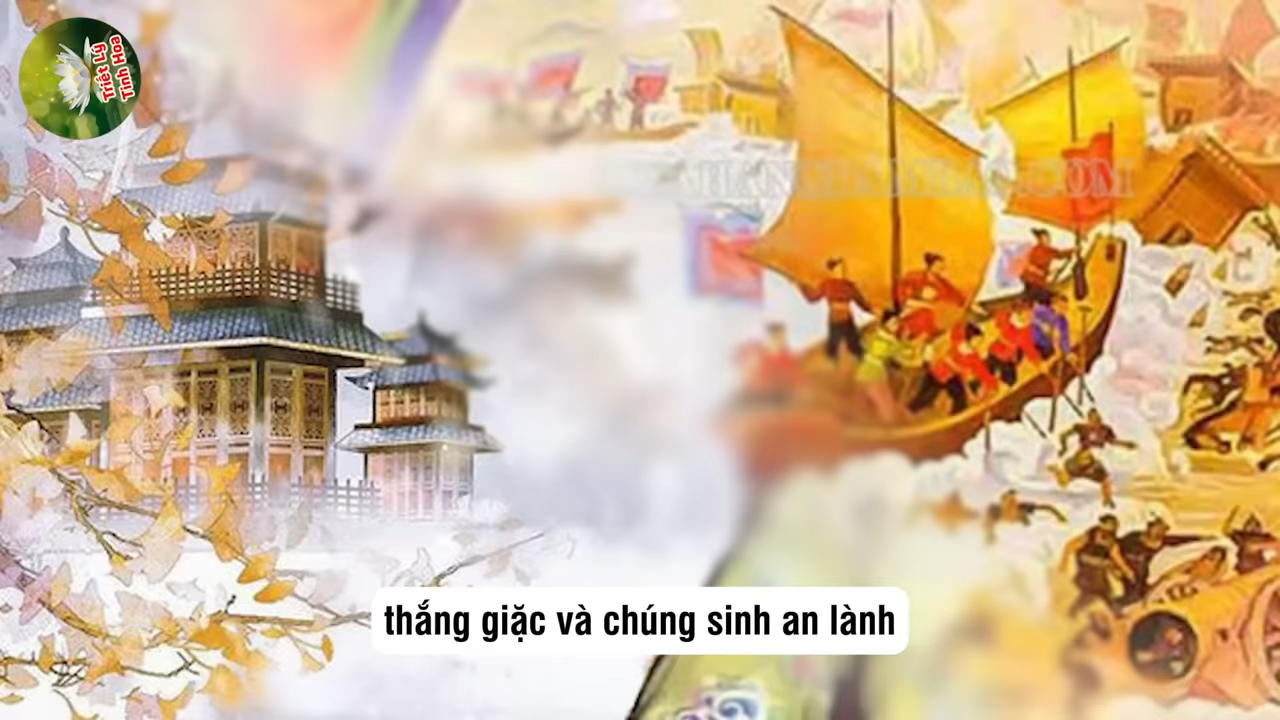 Triết Lý
Tinh Hoa
thắng giặc và chúng sinh an lành